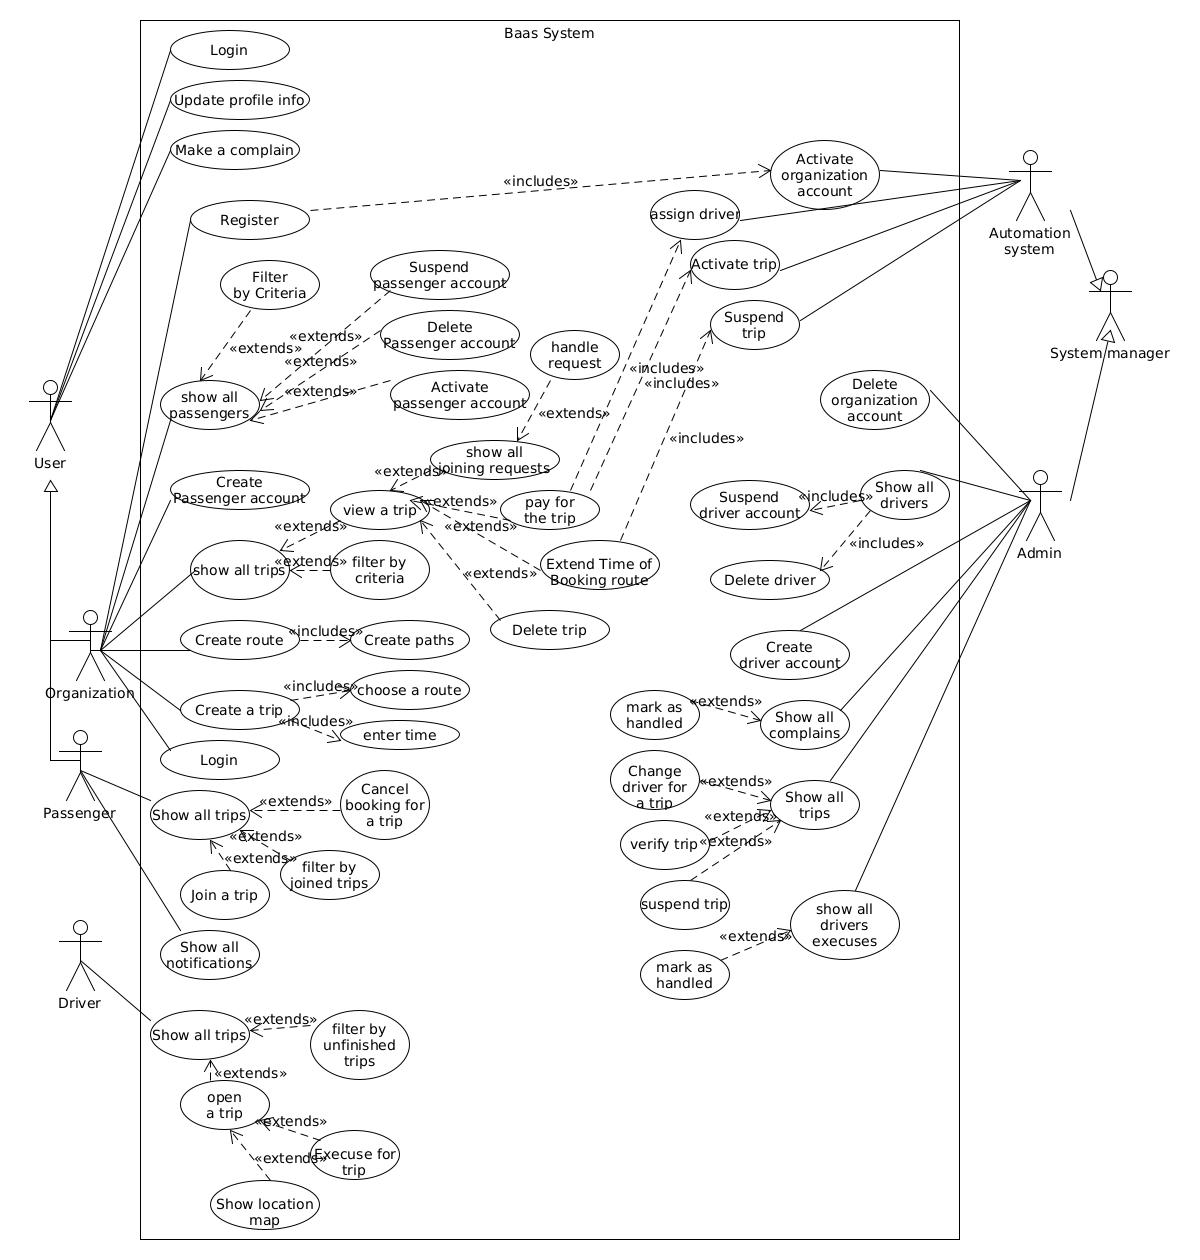 Baas System
Login
Update profile info
Make a complain
Activate
organization
account
«includes»
Register
assign driver
Automation
system
Filter
by Criteria
Suspend
passenger account
Activate trip
Suspend
trip
«extends»
«extends»
Delete
Passenger account
«extends»
handle
request
System manager
«includes»
«includes»
show all
passengers
«extends»
Activate
passenger account
Delete
organization
account
«extends»
User
show all
joining requests
«includes»
«extends»
Create
Passenger account
view a trip
«extends»
pay for
the trip
Suspend
driver account
«includes»
Show all
drivers
«extends»
«extends»
show all trips
«extends»
filter by
criteria
«extends»
Extend Time of
Booking route
«includes»
Delete driver
Admin
Create route
«includes»
Create paths
Delete trip
Create
driver account
Organization
«includes»
choose a route
Create a trip
«includes»
enter time
mark as
handled
«extends»
Show all
complains
Login
Passenger
Show all trips
«extends»
Cancel
booking for
a trip
Change
driver for
a trip
«extends»
Show all
trips
«extends»
«extends»
filter by
joined trips
verify trip
«extends»
«extends»
Join a trip
suspend trip
show all
drivers
execuses
Show all
notifications
«extends»
mark as
handled
Driver
Show all trips
«extends»
filter by
unfinished
trips
«extends»
open
a trip
«extends»
Execuse for
trip
«extends»
Show location
map